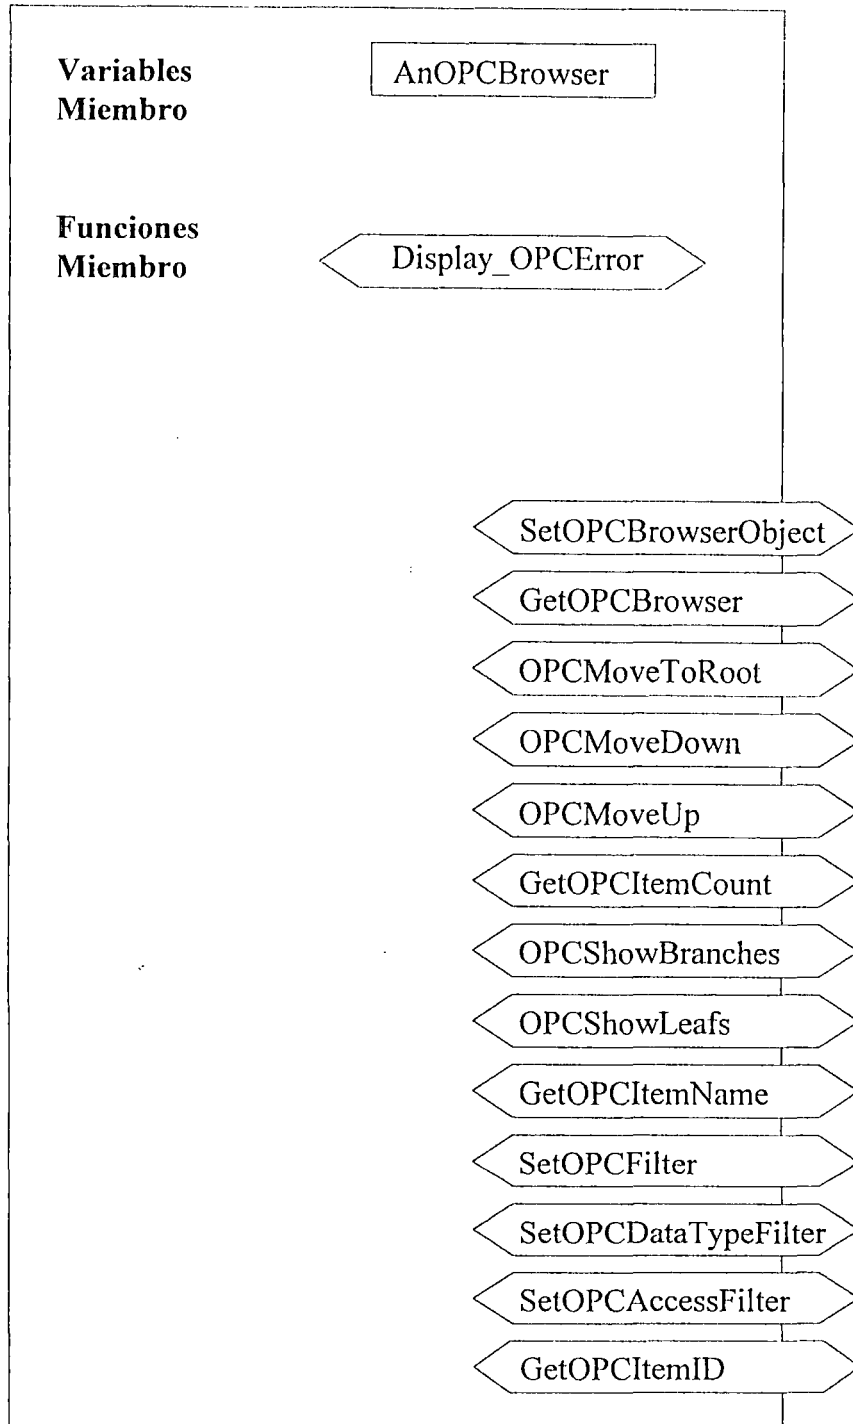 Variables
Miembro
AnOPCBrowser
Funciones
Miembro
Display_OPCError
SetOPCBrowserObject
GetOPCBrowser
OPCMoveToRoot
OPCMoveDown
OPCMoveUp
GetOPCItemCount
OPCShowBranches
OPCShowLeafs
GetOPCItemName
SetOPCFilter
SetOPCDataTypeFilter
SetOPCAccessFilter
GetOPCItemID